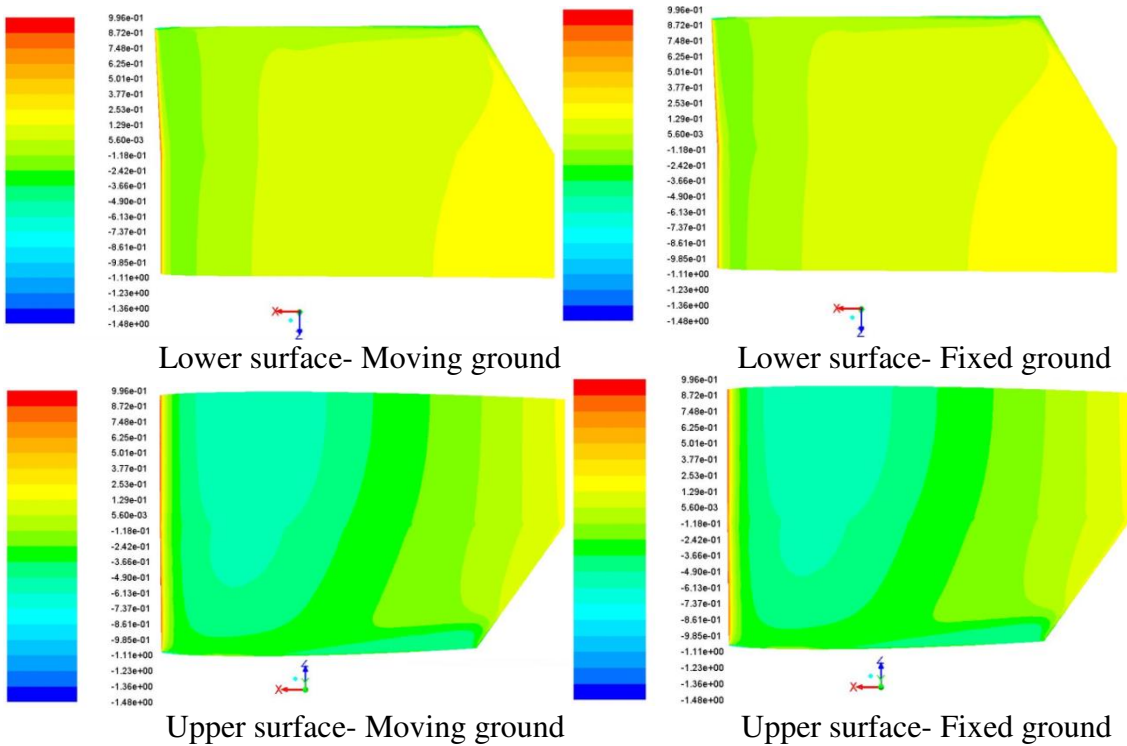 9.96e-01
8.72e-01
7.48e-01
6.25e-01
5.01e-01
3.77e-01
2.53e-01
1.29e-01
5.60e-03
-1.18e-01
-2.42e-01
-3.66e-01
-4.90e-01
-6.13e-01
-7.37e-01
-8.61e-01
-9.85e-01
-1.11e+00
-1.23e+00
-1.36e+00
-1.48e+00
X
Z
Lower surface- Moving ground
9.96e-01
8.72e-01
7.48e-01
6.25e-01
5.01e-01
3.77e-01
2.53e-01
1.29e-01
5.60e-03
-1.18e-01
-2.42e-01
-3.66e-01
-4.90e-01
-6.13e-01
-7.37e-01
-8.61e-01
-9.85e-01
-1.11e+00
-1.23e+00
-1.36e+00
-1.48e+00
X
Z
Lower surface- Fixed ground
9.96e-01
8.72e-01
7.48e-01
6.25e-01
5.01e-01
3.77e-01
2.53e-01
1.29e-01
5.60e-03
-1.18e-01
-2.42e-01
-3.66e-01
-4.90e-01
-6.13e-01
-7.37e-01
-8.61e-01
-9.85e-01
-1.11e+00
-1.23e+00
-1.36e+00
-1.48e+00
Z
X
Upper surface- Moving ground
9.96e-01
8.72e-01
7.48e-01
6.25e-01
5.01e-01
3.77e-01
2.53e-01
1.29e-01
5.60e-03
-1.18e-01
-2.42e-01
-3.66e-01
-4.90e-01
-6.13e-01
-7.37e-01
-8.61e-01
-9.85e-01
-1.11e+00
-1.23e+00
-1.36e+00
-1.48e+00
Z
X
Upper surface- Fixed ground